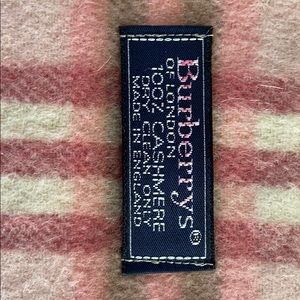 Burberrys®
OF LONDON
100% CASHMERE
DRY CLEAN ONLY
MADE IN ENGLAND